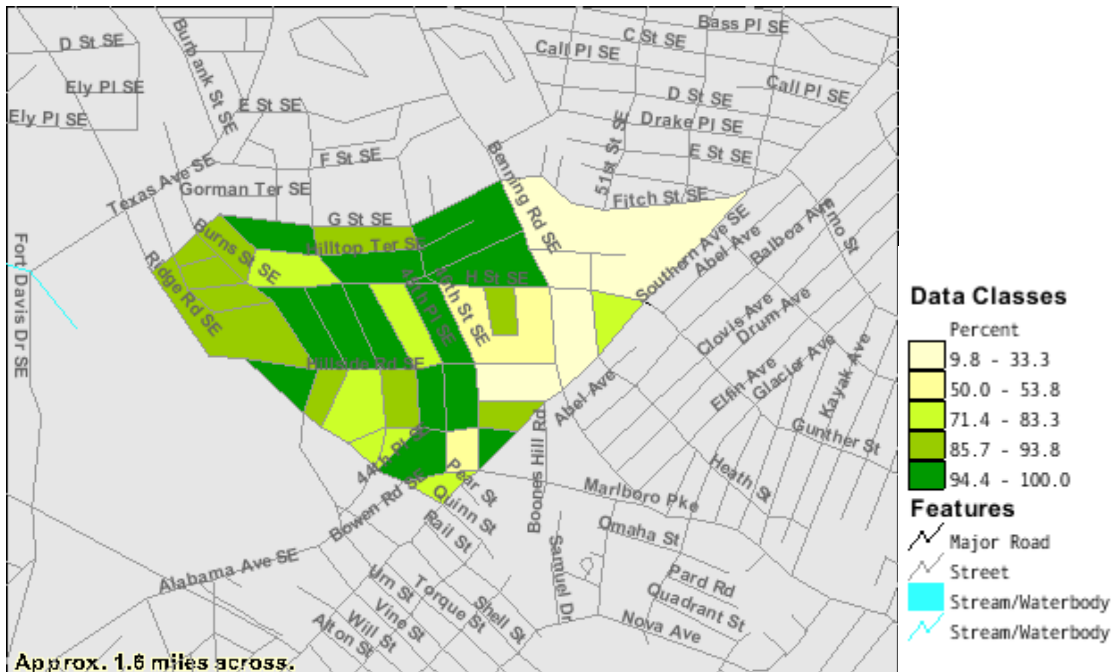 D St SE
Burbank St SE
Bass Pl SE
C St SE
Call Pl SE
Ely Pl SE
Call Pl SE
E St SE
D St SE
Ely Pl SE
Drake Pl SE
51st St SE
E St SE
F St SE
Benning Rd SE
Texas Ave SE
Gorman Ter SE
Fitch St SE
G St SE
Burns St SE
Hilltop Ter SE
Southern Ave SE
Abel Ave
Balboa Ave
Fort Davis Dr SE
Ridge Rd SE
H St SE
Clovis Ave
Drum Ave
Hillside Rd SE
Elfin Ave
Glacier Ave
Kayak Ave
Abel Ave
Gunther St
44th Pl SE
Boones Hill Rd
Heath St
Pear St
Bowen Rd SE
Quinn St
Marlboro Pke
Rail St
Omaha St
Alabama Ave SE
Samuel Dr
Urn St
Torque St
Shell St
Pard Rd
Quadrant St
Vine St
Will St
Alton St
Nova Ave
Approx. 1.6 miles across.
Data Classes
Percent
9.8 - 33.3
50.0 - 53.8
71.4 - 83.3
85.7 - 93.8
94.4 - 100.0
Features
Major Road
Street
Stream/Waterbody
Stream/Waterbody